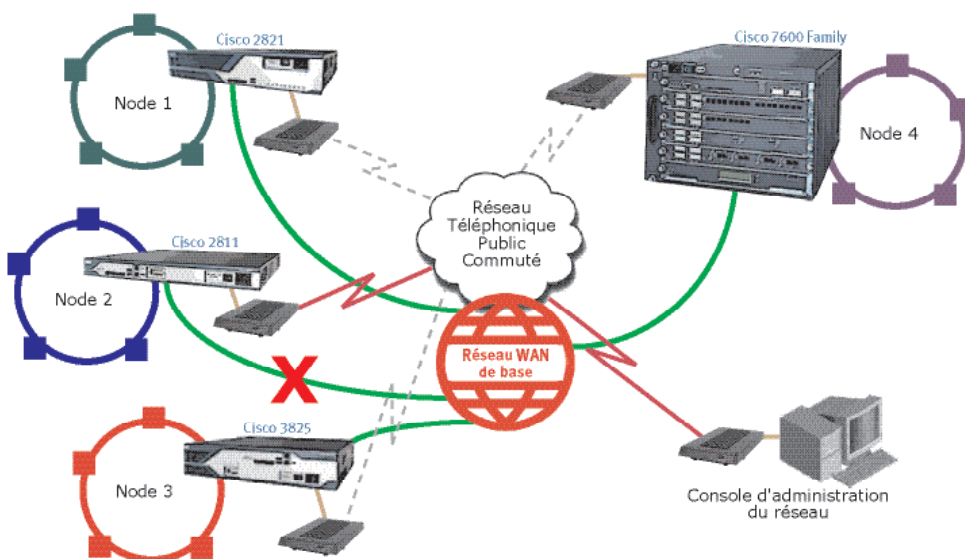 Cisco 2821
Cisco 7600 Family
Node 1
Node 4
Réseau
Téléphonique
Public
Commuté
Cisco 2811
Node 2
Réseau WAN
de base
X
Cisco 3825
Node 3
Console d'administration
du réseau